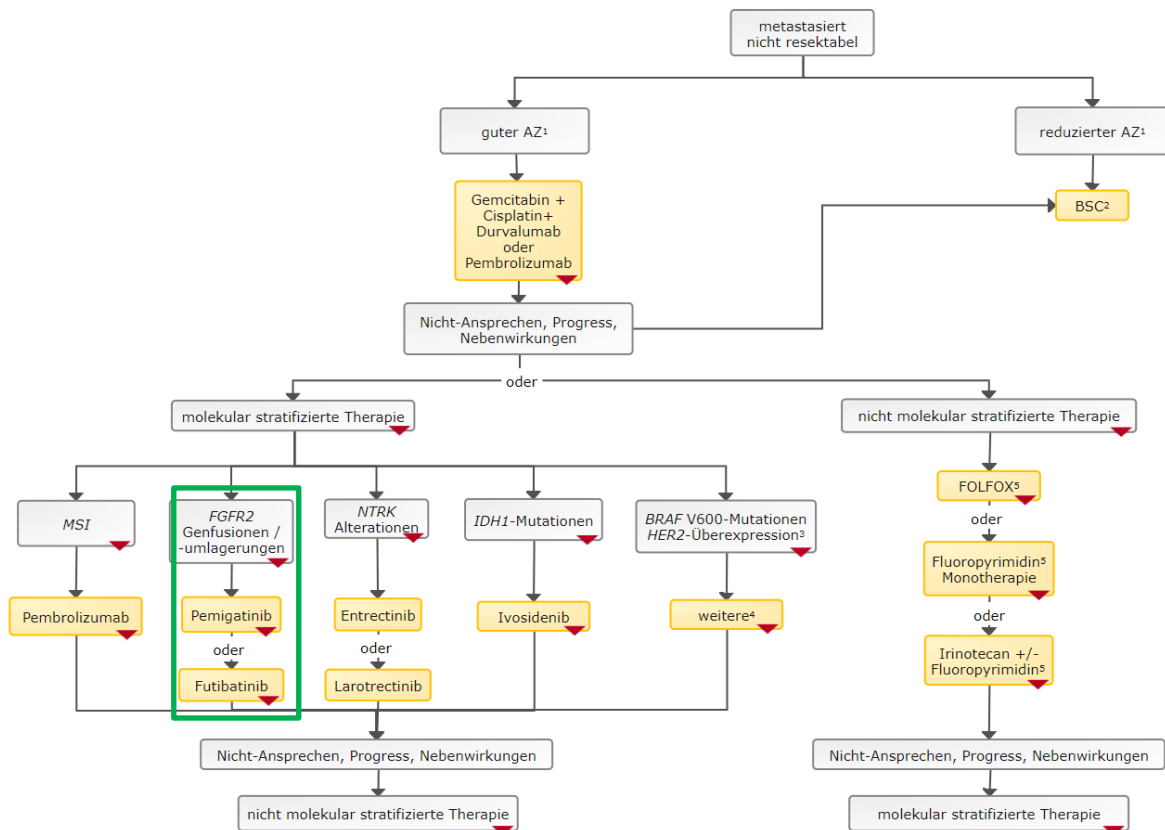 metastasiert
nicht resektabel
guter AZ¹
reduzierter AZ¹
Gemcitabin +
Cisplatin+
Durvalumab
oder
Pembrolizumab
BSC²
Nicht-Ansprechen, Progress,
Nebenwirkungen
oder
molekular stratifizierte Therapie
nicht molekular stratifizierte Therapie
MSI
FGFR2
Genfusionen /
-umlagerungen
NTRK
Alterationen
IDH1-Mutationen
BRAF V600-Mutationen
HER2-Überexpression³
FOLFOX⁵
oder
Fluoropyrimidin⁵
Monotherapie
oder
Irinotecan +/-
Fluoropyrimidin⁵
Pembrolizumab
Pemigatinib
oder
Futibatinib
Entrectinib
oder
Larotrectinib
Ivosidenib
weitere⁴
Nicht-Ansprechen, Progress, Nebenwirkungen
Nicht-Ansprechen, Progress, Nebenwirkungen
nicht molekular stratifizierte Therapie
molekular stratifizierte Therapie